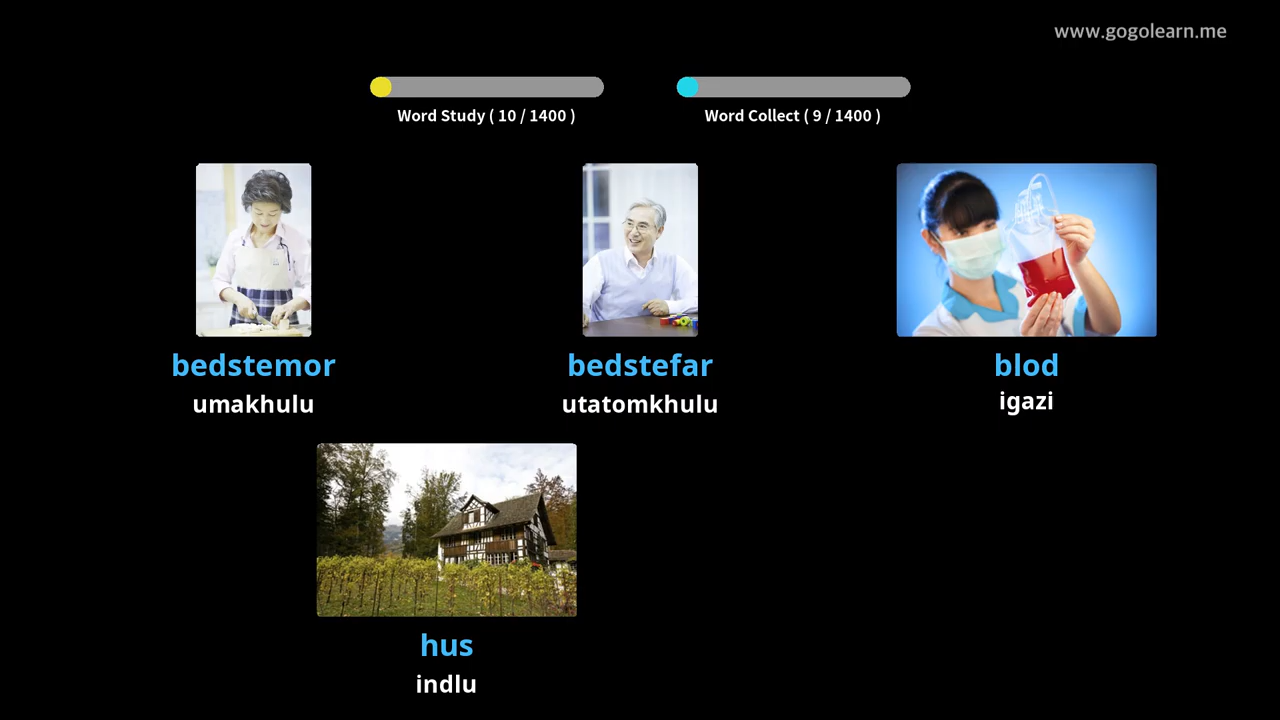 www.gogolearn.me
Word Study ( 10 / 1400 )
Word Collect ( 9 / 1400 )
bedstemor
umakhulu
bedstefar
utatomkhulu
blod
igazi
hus
indlu